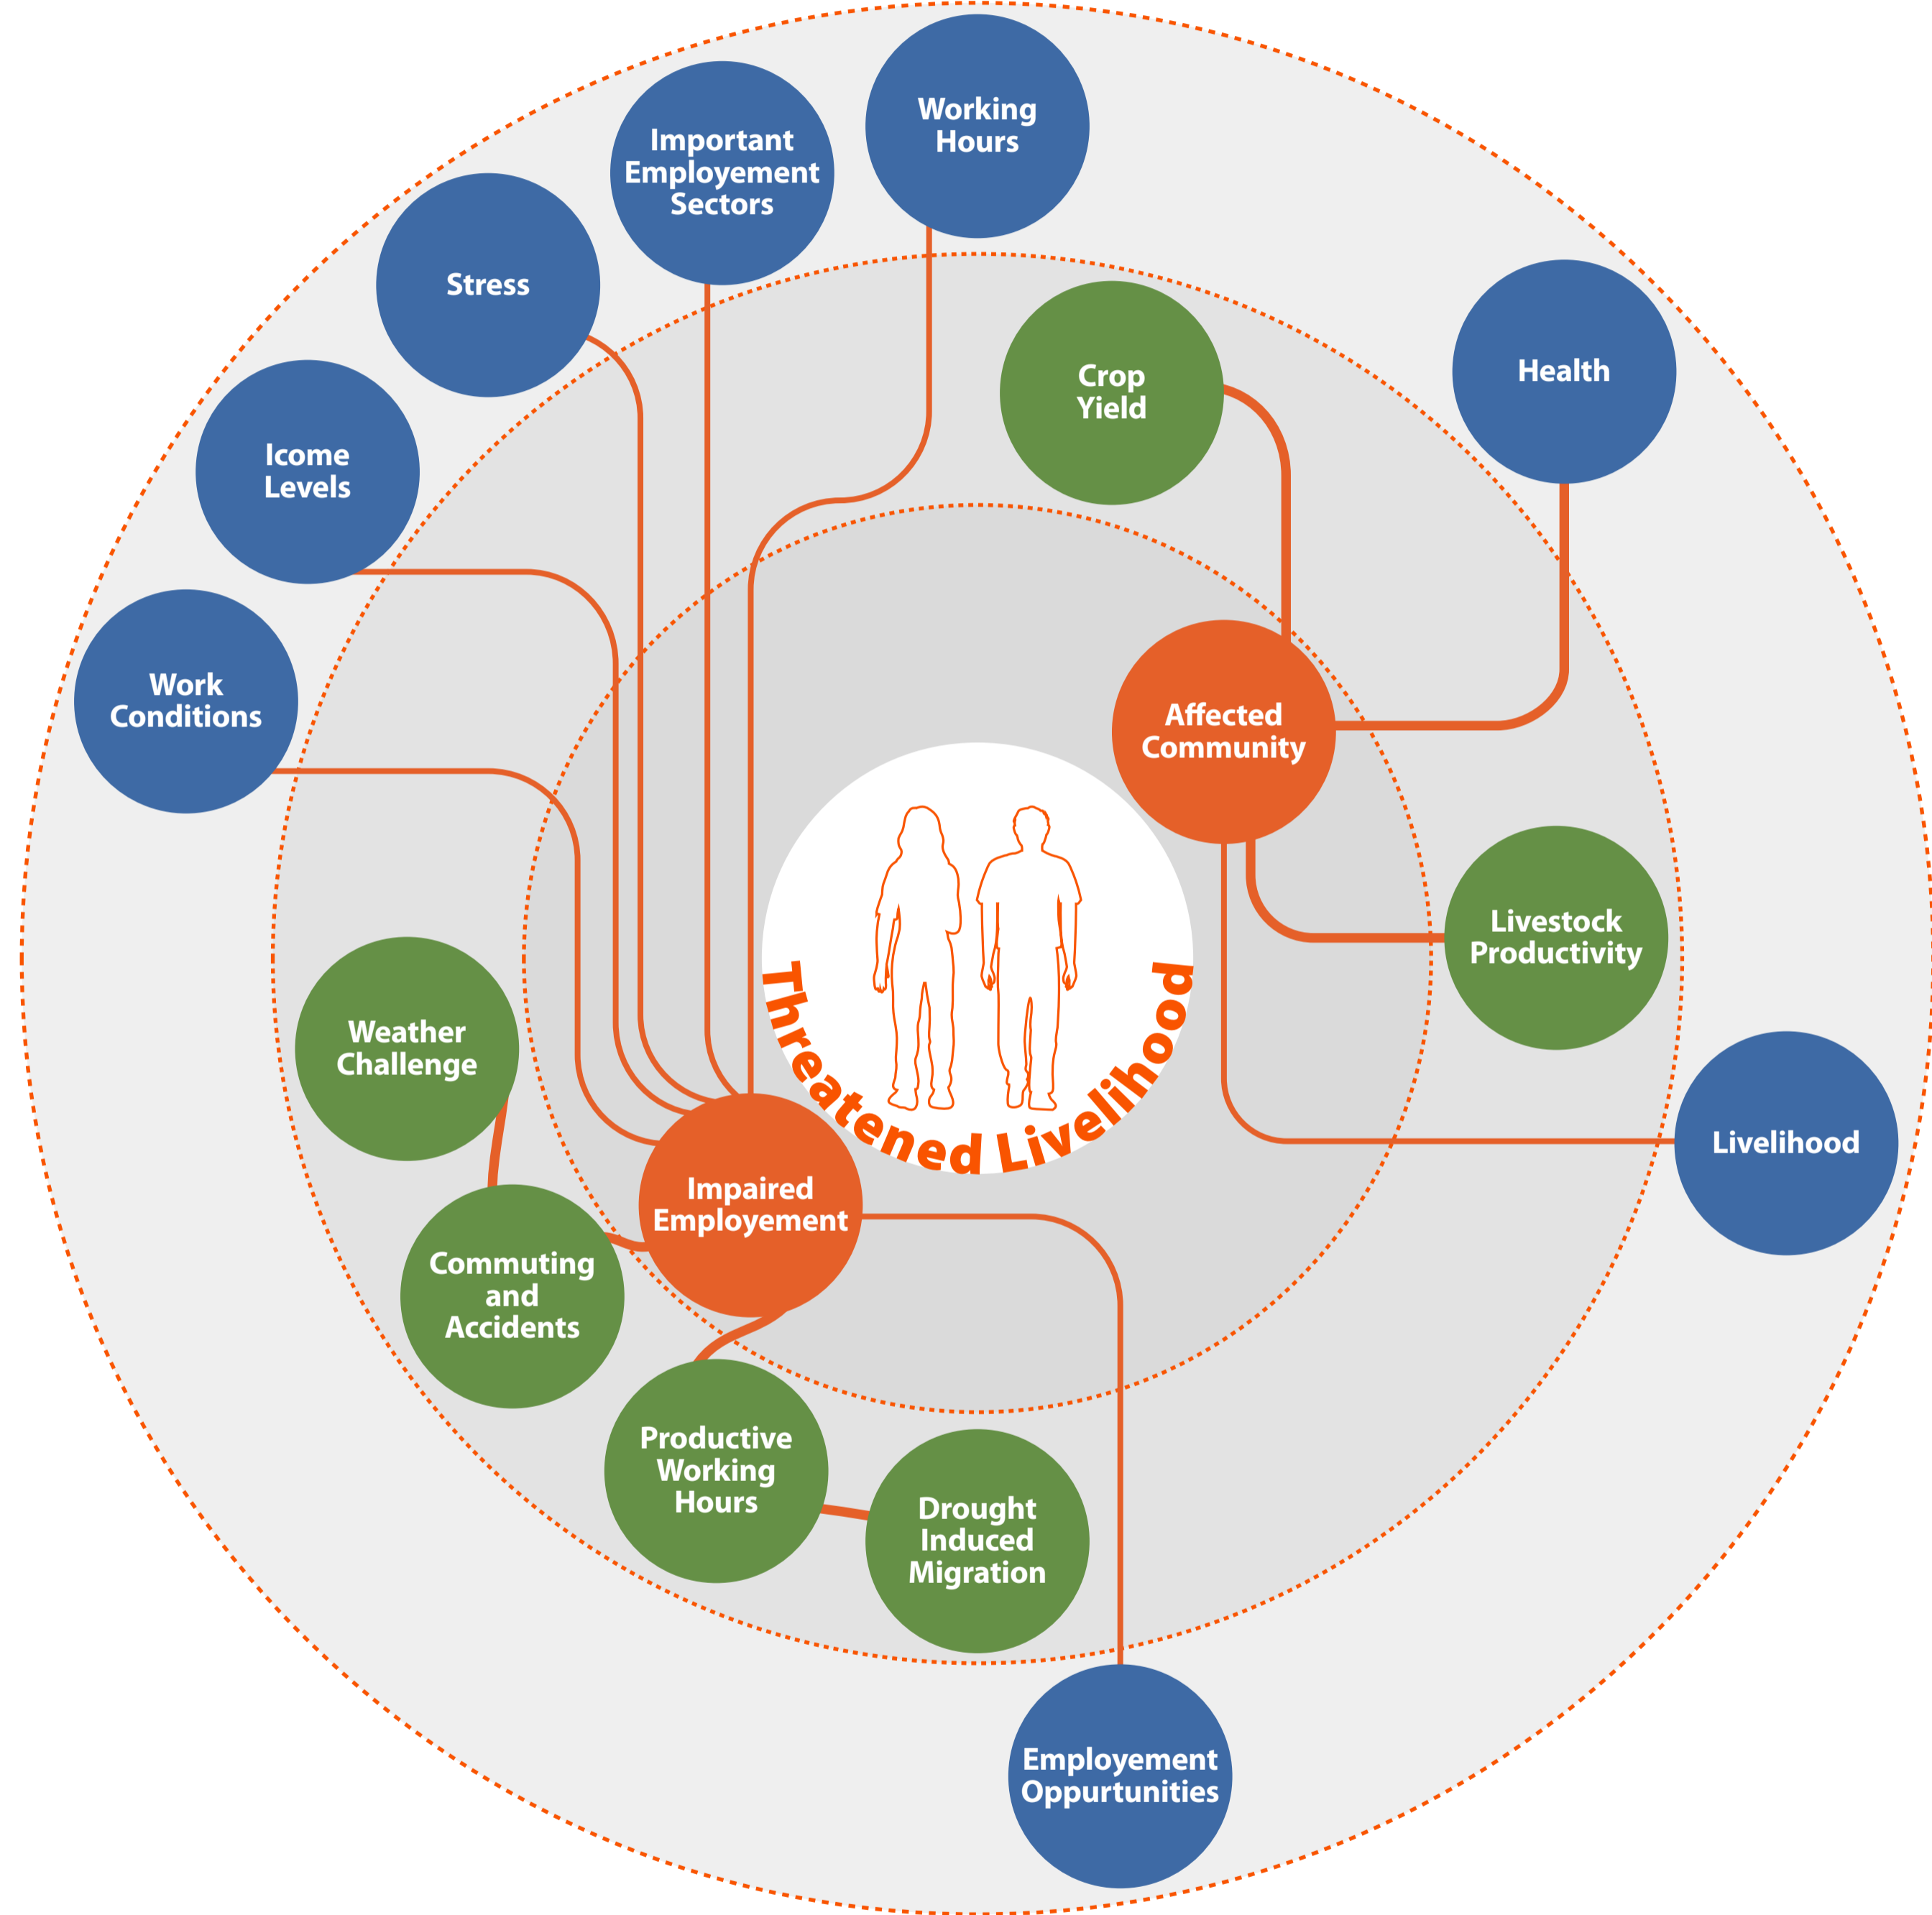 Working
Hours
Important
Employement
Sectors
Stress
Health
Crop
Yield
Icome
Levels
Work
Conditions
Affected
Community
Livestock
Productivity
Weather
Challenge
Threatened Livelihood
Livelihood
Impaired
Employement
Commuting
and
Accidents
Productive
Working
Hours
Drought
Induced
Migration
Employement
Oppurtunities